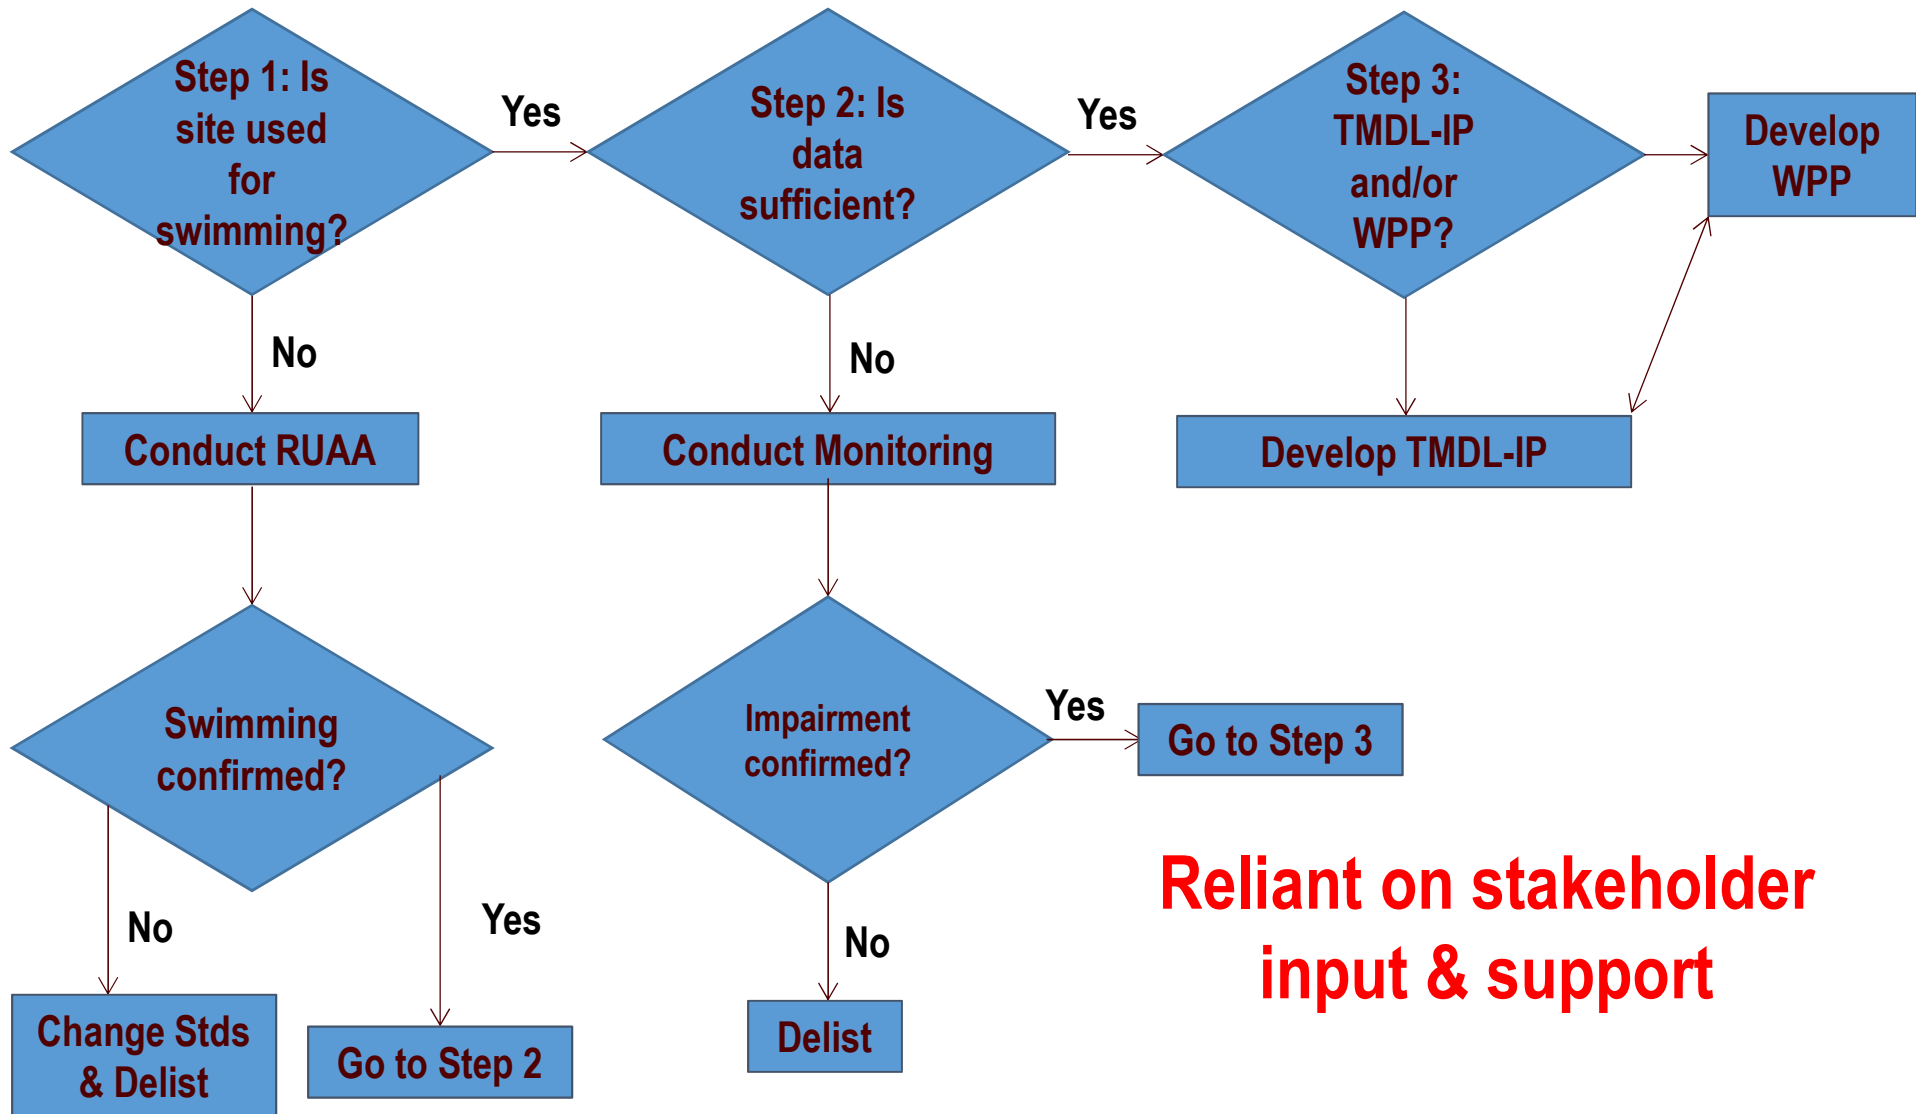 Step 1: Is
site used
for
swimming?
Yes
Step 2: Is
data
sufficient?
Yes
Step 3:
TMDL-IP
and/or
WPP?
Develop
WPP
No
No
Conduct RUAA
Conduct Monitoring
Develop TMDL-IP
Swimming
confirmed?
Impairment
confirmed?
Yes
Go to Step 3
No
Yes
No
Reliant on stakeholder
input & support
Change Stds
& Delist
Go to Step 2
Delist